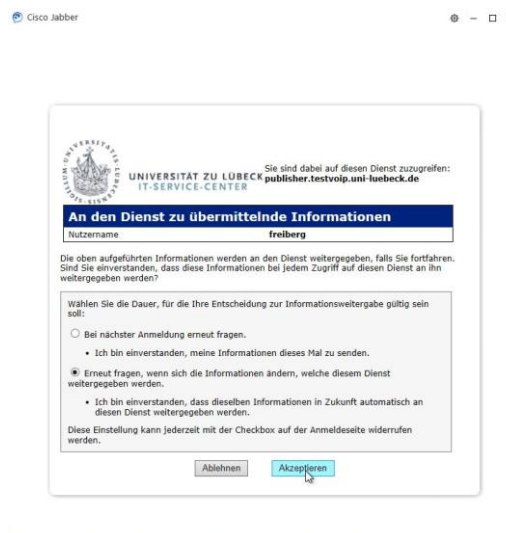 Cisco Jabber
UNIVERSITÄT ZU LÜBECK
IT-SERVICE-CENTER
Sie sind dabei auf diesen Dienst zuzugreifen:
publisher.testvoip.uni-luebeck.de
An den Dienst zu übermittelnde Informationen
Nutzername freiberg
Die oben aufgeführten Informationen werden an den Dienst weitergegeben, falls Sie fortfahren.
Sind Sie einverstanden, dass diese Informationen bei jedem Zugriff auf diesen Dienst an ihn
weitergegeben werden?
Wählen Sie die Dauer, für die Ihre Entscheidung zur Informationsweitergabe gültig sein
soll:
Bei nächster Anmeldung erneut fragen.
• Ich bin einverstanden, meine Informationen dieses Mal zu senden.
Erneut fragen, wenn sich die Informationen ändern, welche diesem Dienst
weitergegeben werden.
• Ich bin einverstanden, dass dieselben Informationen in Zukunft automatisch an
diesen Dienst weitergegeben werden.
Diese Einstellung kann jederzeit mit der Checkbox auf der Anmeldeseite widerrufen
werden.
Ablehnen Akzeptieren